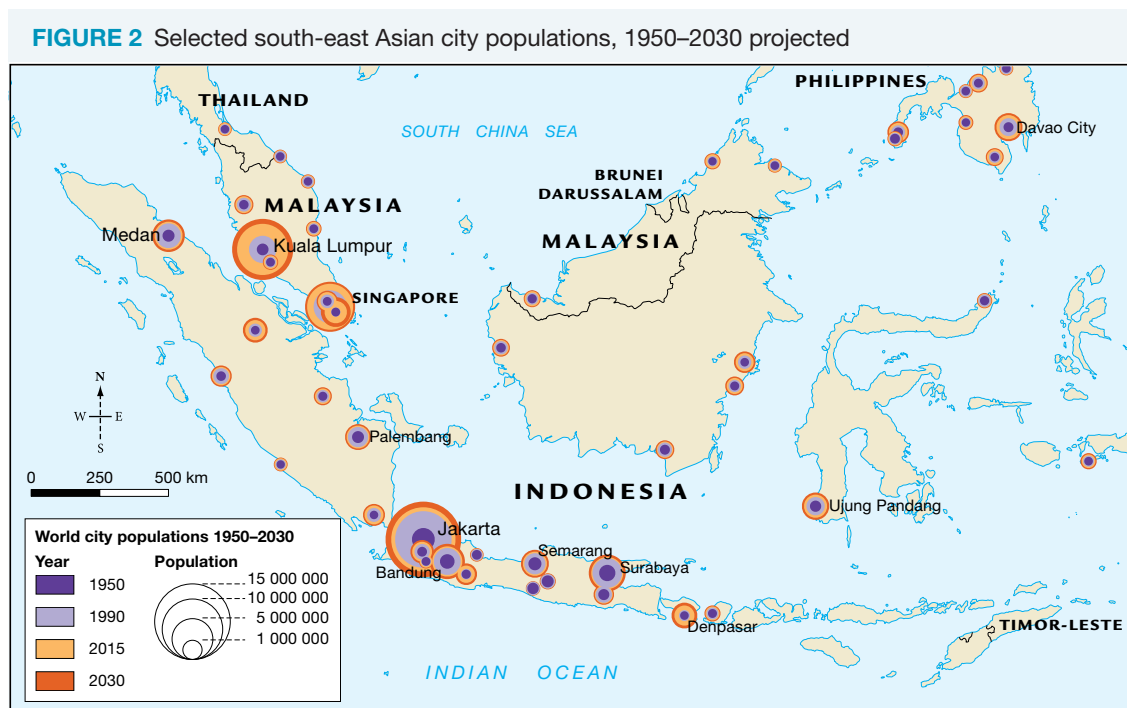 FIGURE 2 Selected south-east Asian city populations, 1950–2030 projected
THAILAND
SOUTH CHINA SEA
PHILIPPINES
Davao City
BRUNEI
DARUSSALAM
MALAYSIA
MALAYSIA
Medan
Kuala Lumpur
SINGAPORE
N
W E
S
0 250 500 km
Palembang
INDONESIA
Ujung Pandang
Jakarta
Bandung
Semarang
Surabaya
Denpasar
TIMOR-LESTE
INDIAN OCEAN
World city populations 1950–2030
Year Population
1950
1990
2015
2030
15 000 000
10 000 000
5 000 000
1 000 000